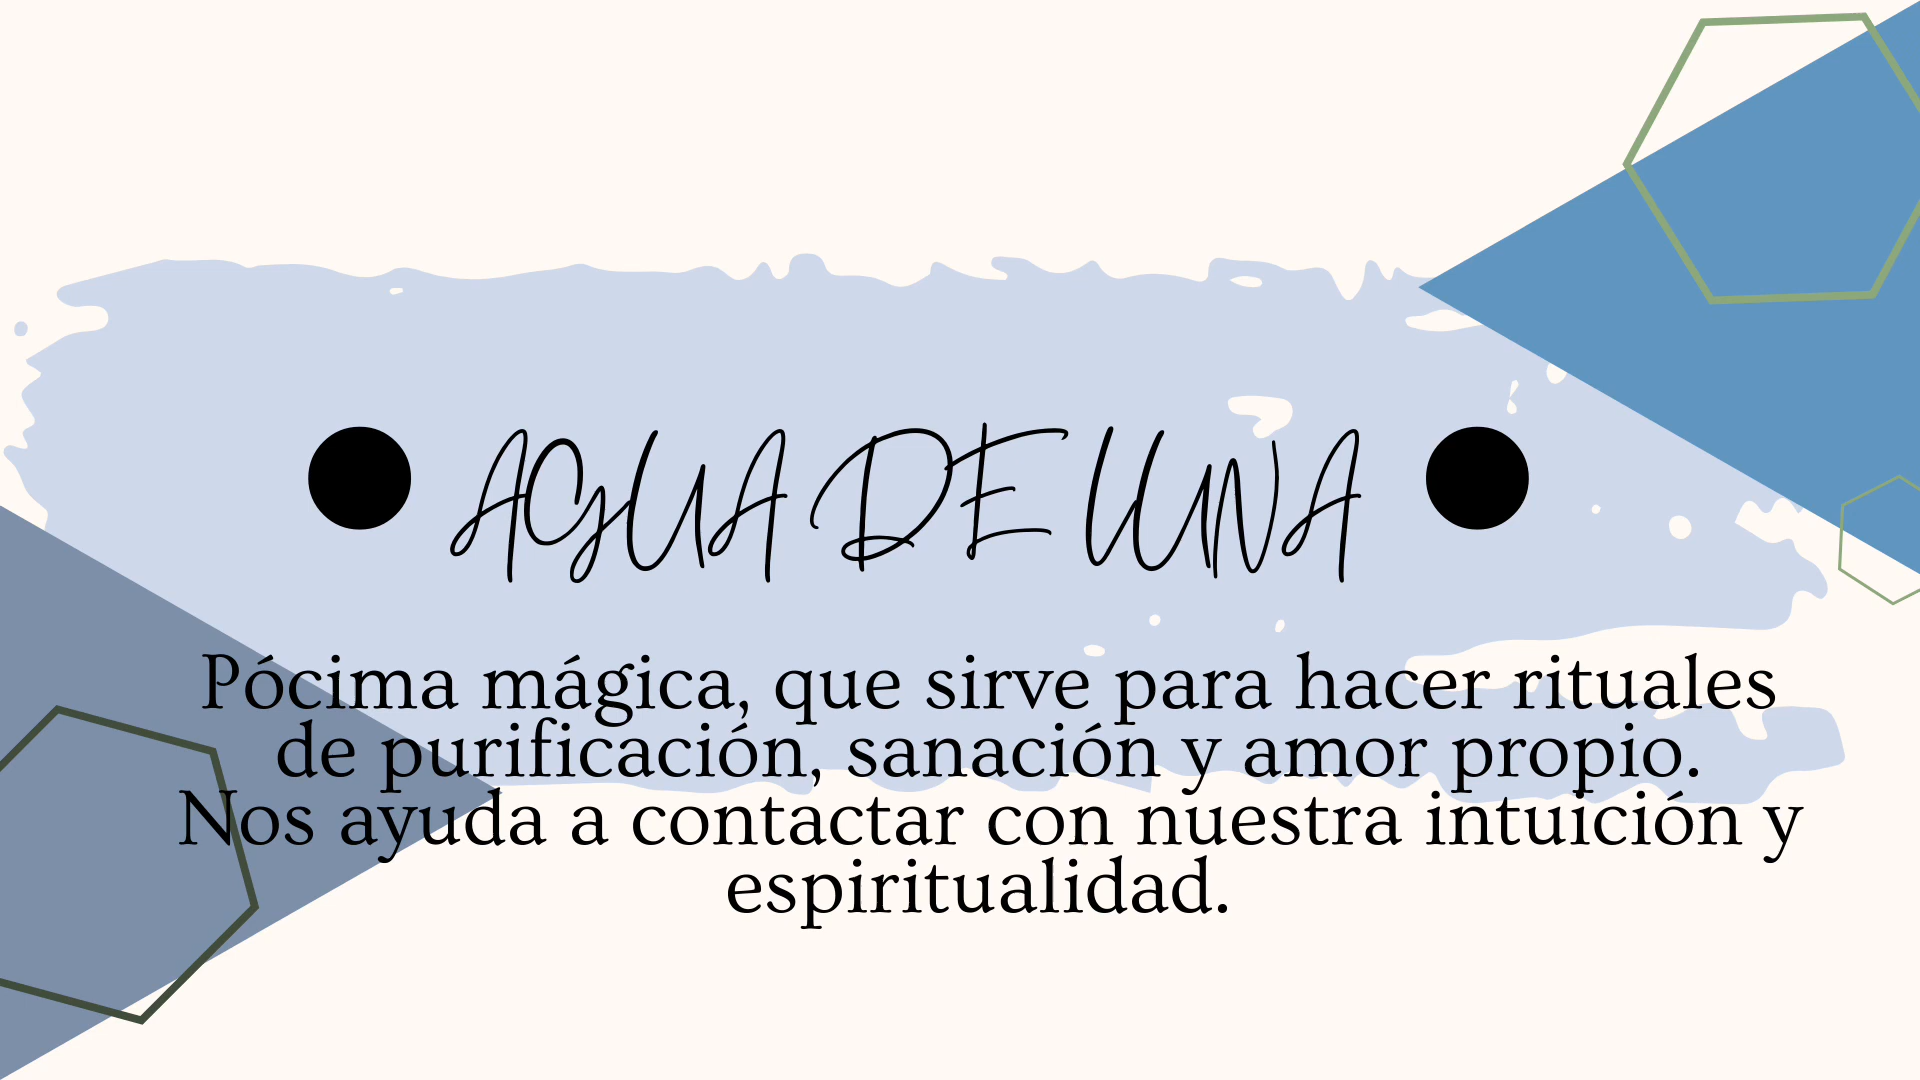 AGUA DE LUNA
Pócima mágica, que sirve para hacer rituales
de purificación, sanación y amor propio.
Nos ayuda a contactar con nuestra intuición y
espiritualidad.